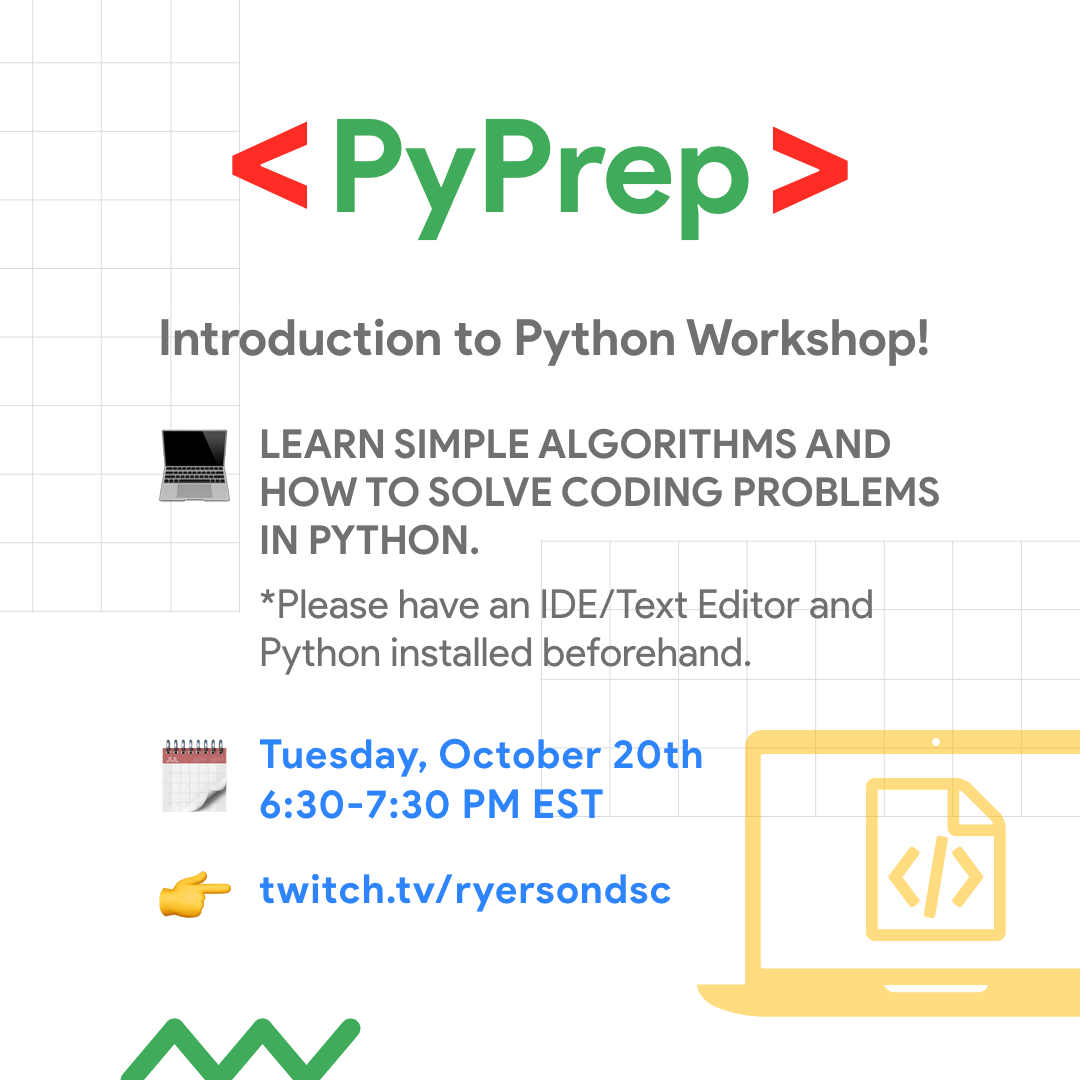 <PyPrep>
Introduction to Python Workshop!
LEARN SIMPLE ALGORITHMS AND
HOW TO SOLVE CODING PROBLEMS
IN PYTHON.
*Please have an IDE/Text Editor and
Python installed beforehand.
JUL
Tuesday, October 20th
6:30-7:30 PM EST
twitch.tv/ryersondsc
</>